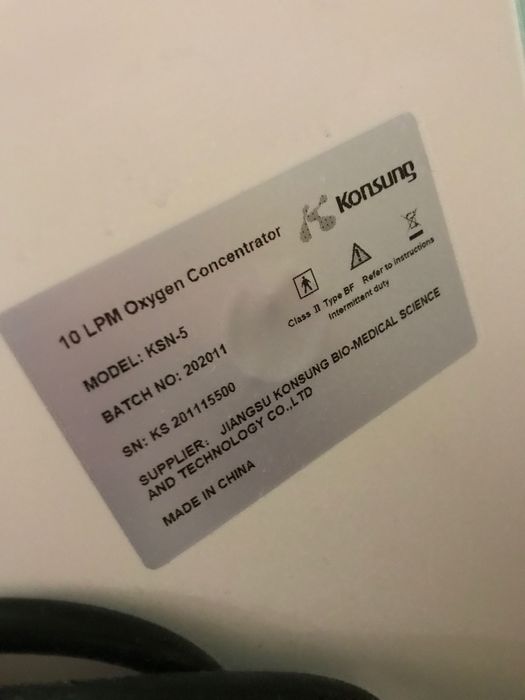 Konsung
10 LPM Oxygen Concentrator
MODEL: KSN-5
BATCH NO: 202011
SN: KS 201115500
SUPPLIER: JIANGSU KONSUNG BIO-MEDICAL SCIENCE
AND TECHNOLOGY CO.,LTD
MADE IN CHINA
Class II Type BF Refer to instructions
Intermittent duty